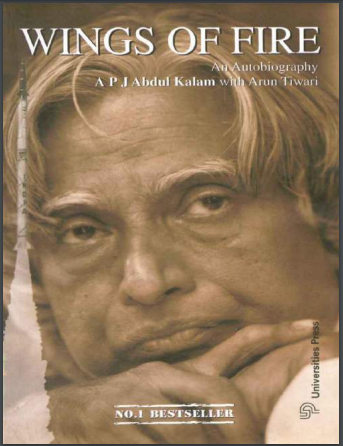 WINGS OF FIRE
An Autobiography
A P J Abdul Kalam with Arun Tiwari
Universities Press
NO.1 BESTSELLER